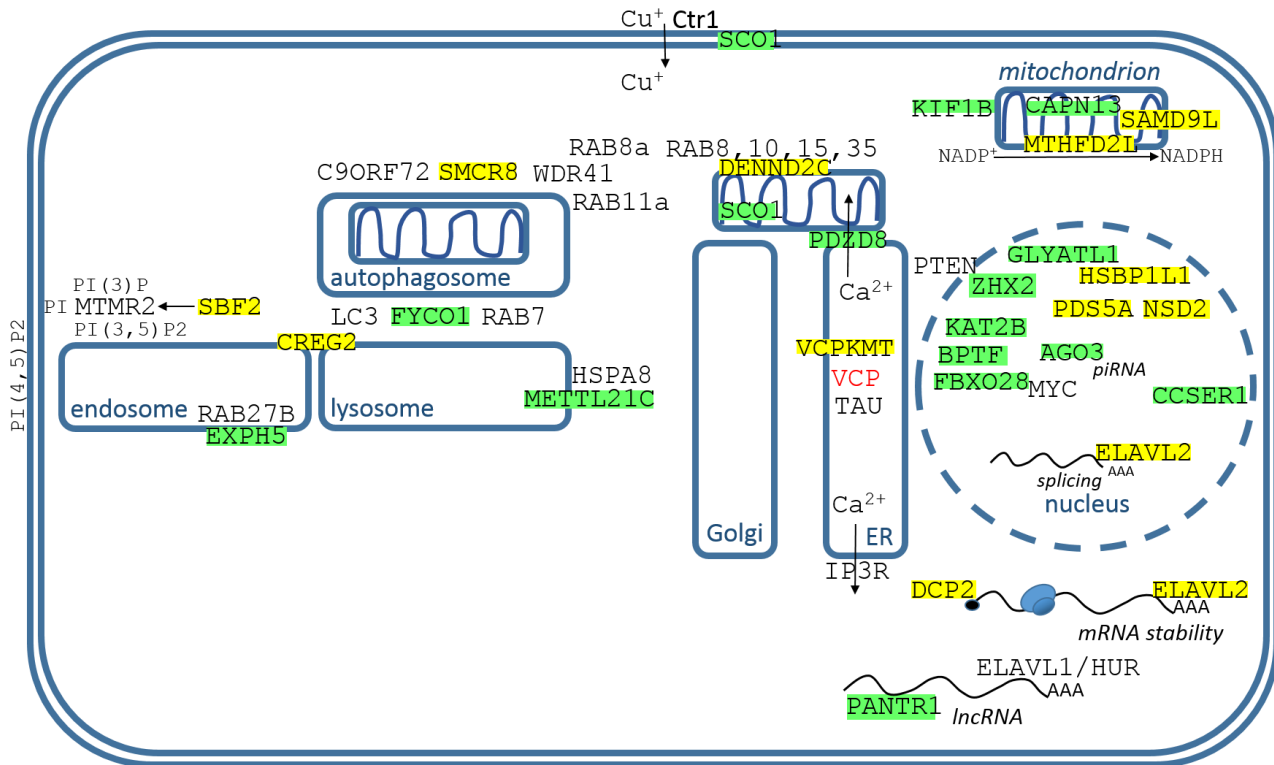 Cu⁺ Ctr1
SCO1
Cu⁺
mitochondrion
KIF1B CAPN13
SAMD9L
MTHFD2L
NADP⁺ NADPH
RAB8a RAB8,10,15,35
C9ORF72 SMCR8 WDR41
DENND2C
RAB11a
SCO1
PDZD8
autophagosome
PTEN
GLYATL1
HSBP1L1
ZHX2
PI(3)P
PI MTMR2 SBF2
PI(3,5)P2
PI(4,5)P2
Ca²⁺
PDS5A NSD2
LC3 FYCO1 RAB7
KAT2B
CREG2
VCPKMT
BPTF AGO3
piRNA
HSPA8
VCP
FBXO28 MYC
METTL21C
CCSER1
endosome
RAB27B
lysosome
TAU
EXPH5
ELAVL2
AAA
splicing
nucleus
Ca²⁺
Golgi
ER
IP3R
DCP2 ELAVL2
AAA
mRNA stability
ELAVL1/HUR
AAA
PANTR1
lncRNA